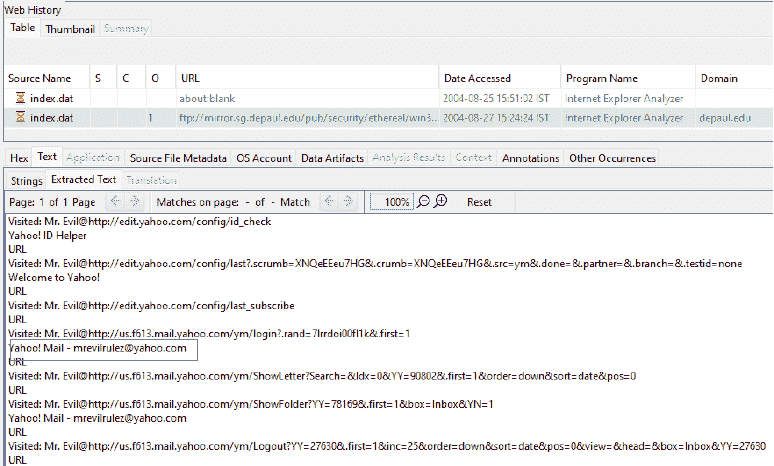 Web History
Table Thumbnail Summary
Source Name S C O URL Date Accessed Program Name Domain
index.dat about:blank 2004-08-25 15:51:02 IST Internet Explorer Analyzer
index.dat 1 ftp://mirror.sg.depaul.edu/pub/security/ethereal/win3... 2004-08-27 15:24:24 IST Internet Explorer Analyzer depaul.edu
Hex Text Application Source File Metadata OS Account Data Artifacts Analysis Results Context Annotations Other Occurrences
Strings Extracted Text Translation
Page: 1 of 1 Page Matches on page: - of - Match 100% Reset
Visited: Mr. Evil@http://edit.yahoo.com/config/id_check
Yahoo! ID Helper
URL
Visited: Mr. Evil@http://edit.yahoo.com/config/last?.scrumb=XNQeEEeu7HG&.crumb=XNQeEEeu7HG&.src=ym&.done=&.partner=&.branch=&.testid=none
Welcome to Yahoo!
URL
Visited: Mr. Evil@http://edit.yahoo.com/config/last_subscribe
URL
Visited: Mr. Evil@http://us.f613.mail.yahoo.com/ym/login?.rand=7lrrdoi00fl1k&.first=1
Yahoo! Mail - mrevilrulez@yahoo.com
URL
Visited: Mr. Evil@http://us.f613.mail.yahoo.com/ym/ShowLetter?Search=&Idx=0&YY=90802&.first=1&order=down&sort=date&pos=0
URL
Visited: Mr. Evil@http://us.f613.mail.yahoo.com/ym/ShowFolder?YY=78169&.first=1&box=Inbox&YN=1
Yahoo! Mail - mrevilrulez@yahoo.com
URL
Visited: Mr. Evil@http://us.f613.mail.yahoo.com/ym/Logout?YY=27630&.first=1&inc=25&order=down&sort=date&pos=0&view=&head=&box=Inbox&YY=27630
URL